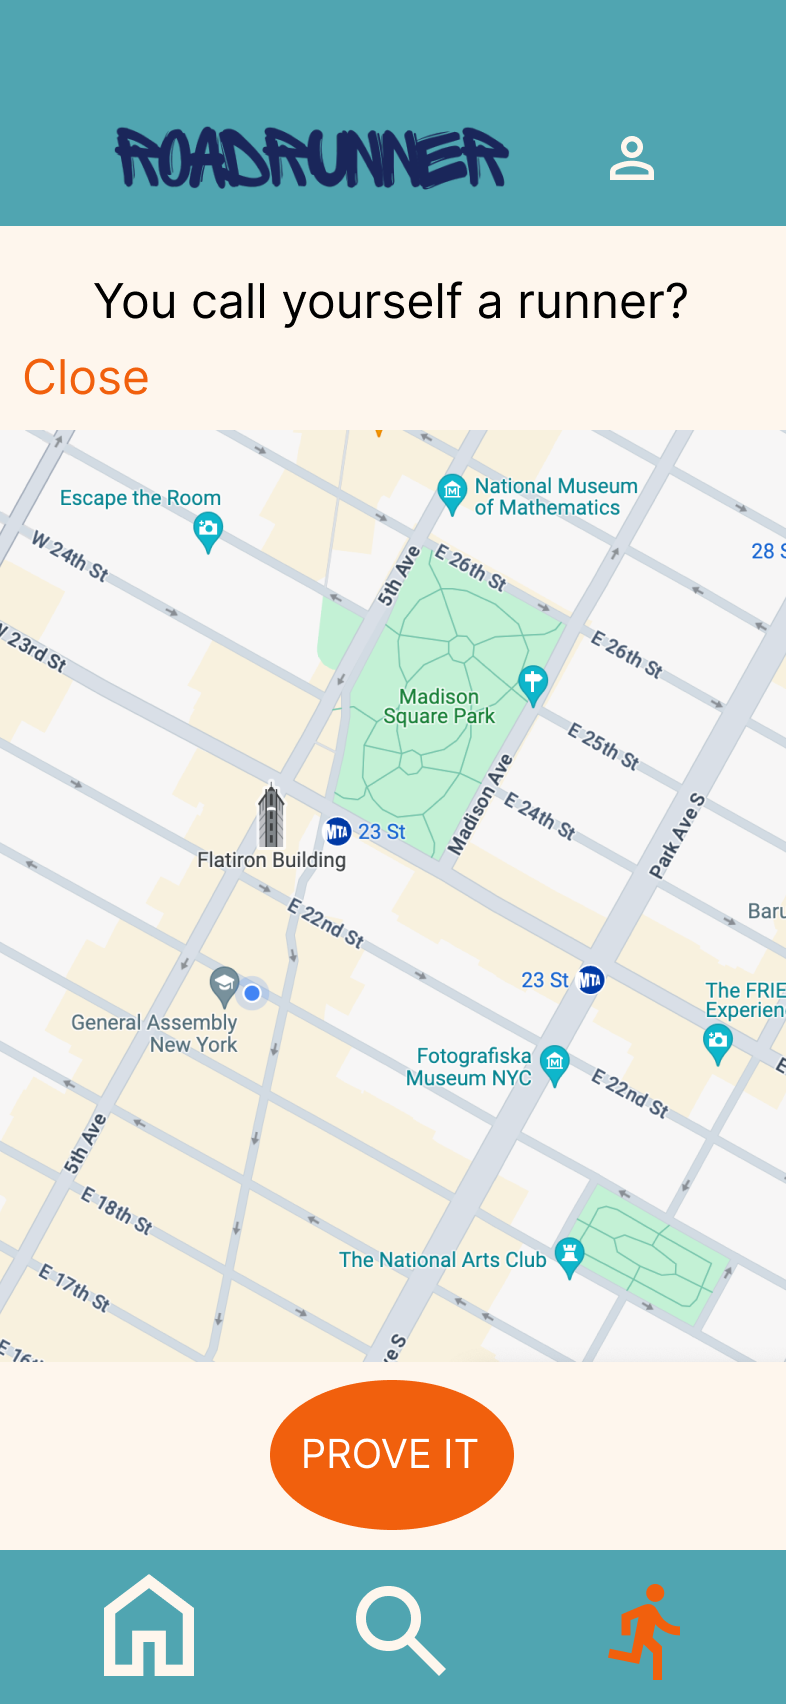 ROADRUNNER
You call yourself a runner?
Close
Escape the Room
National Museum
of Mathematics
W 24th St
5th Ave
E 26th St
W 23rd St
E 26th St
Madison
Square Park
E 25th St
Madison Ave
E 24th St
Park Ave S
MTA 23 St
Flatiron Building
E 22nd St
23 St MTA
General Assembly
New York
Fotografiska
Museum NYC
E 22nd St
5th Ave
E 18th St
The National Arts Club
E 17th St
PROVE IT